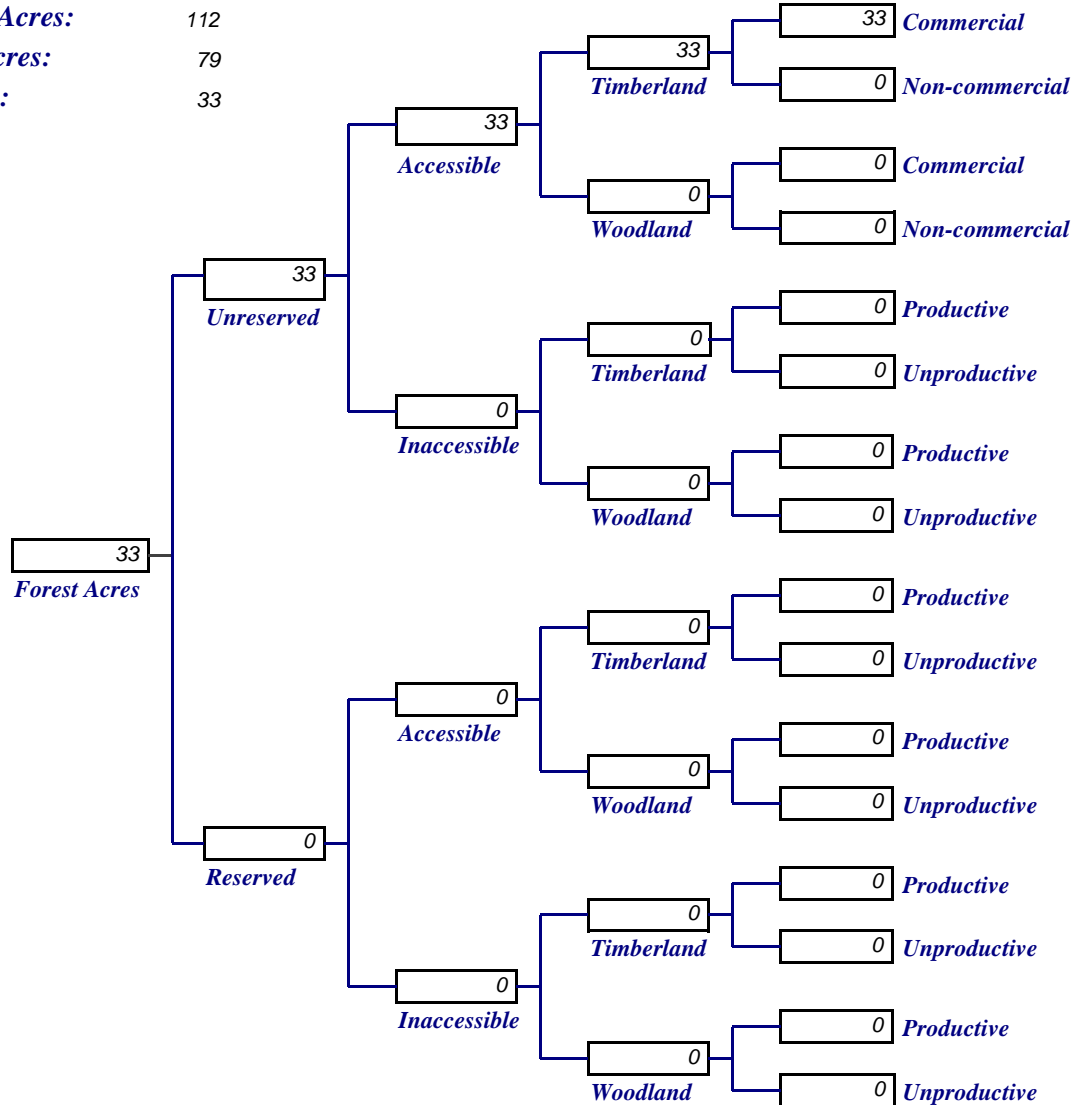 Acres: 112
cres: 79
: 33
33 Commercial
33
Timberland
0 Non-commercial
33
Accessible
0 Commercial
0
Woodland
0 Non-commercial
33
Unreserved
0 Productive
0
Timberland
0 Unproductive
0
Inaccessible
0 Productive
0
Woodland
0 Unproductive
33
Forest Acres
0 Productive
0
Timberland
0 Unproductive
0
Accessible
0 Productive
0
Woodland
0 Unproductive
0
Reserved
0 Productive
0
Timberland
0 Unproductive
0
Inaccessible
0 Productive
0
Woodland
0 Unproductive